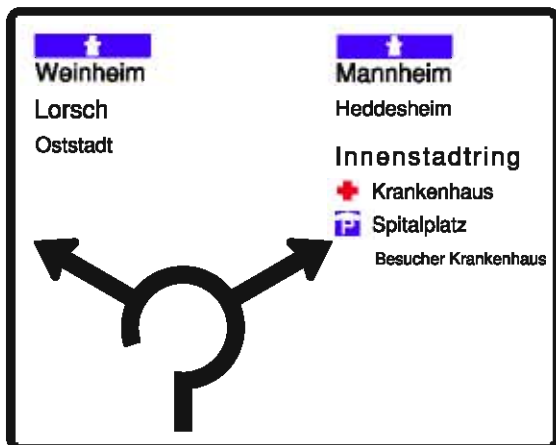 Weinheim
Lorsch
Oststadt
Mannheim
Heddesheim
Innenstadtring
Krankenhaus
P Spitalplatz
Besucher Krankenhaus